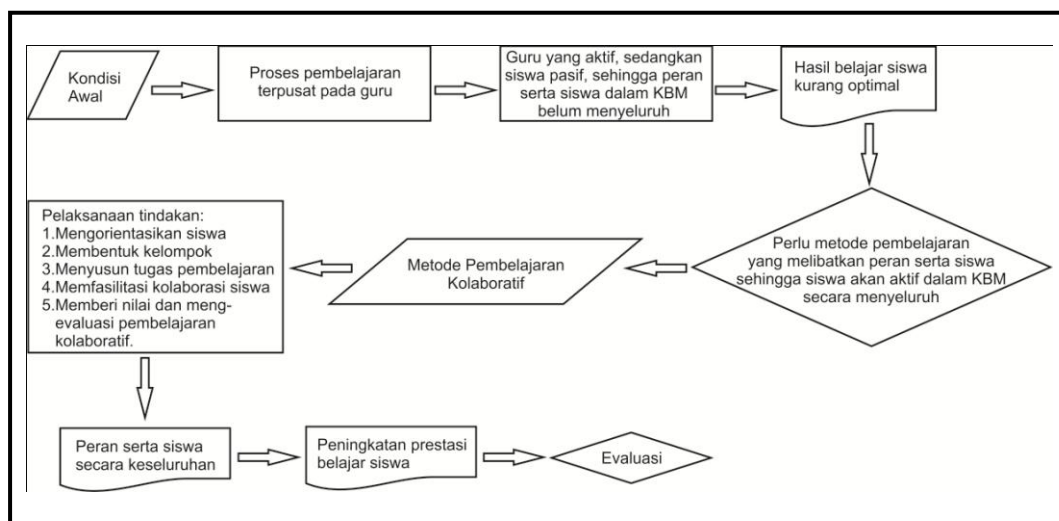 Kondisi
Awal
Proses pembelajaran
terpusat pada guru
Guru yang aktif, sedangkan
siswa pasif, sehingga peran
serta siswa dalam KBM
belum menyeluruh
Hasil belajar siswa
kurang optimal
Perlu metode pembelajaran
yang melibatkan peran serta siswa
sehingga siswa akan aktif dalam KBM
secara menyeluruh
Metode Pembelajaran
Kolaboratif
Pelaksanaan tindakan:
1.Mengorientasikan siswa
2.Membentuk kelompok
3.Menyusun tugas pembelajaran
4.Memfasilitasi kolaborasi siswa
5.Memberi nilai dan meng-
evaluasi pembelajaran
kolaboratif.
Peran serta siswa
secara keseluruhan
Peningkatan prestasi
belajar siswa
Evaluasi